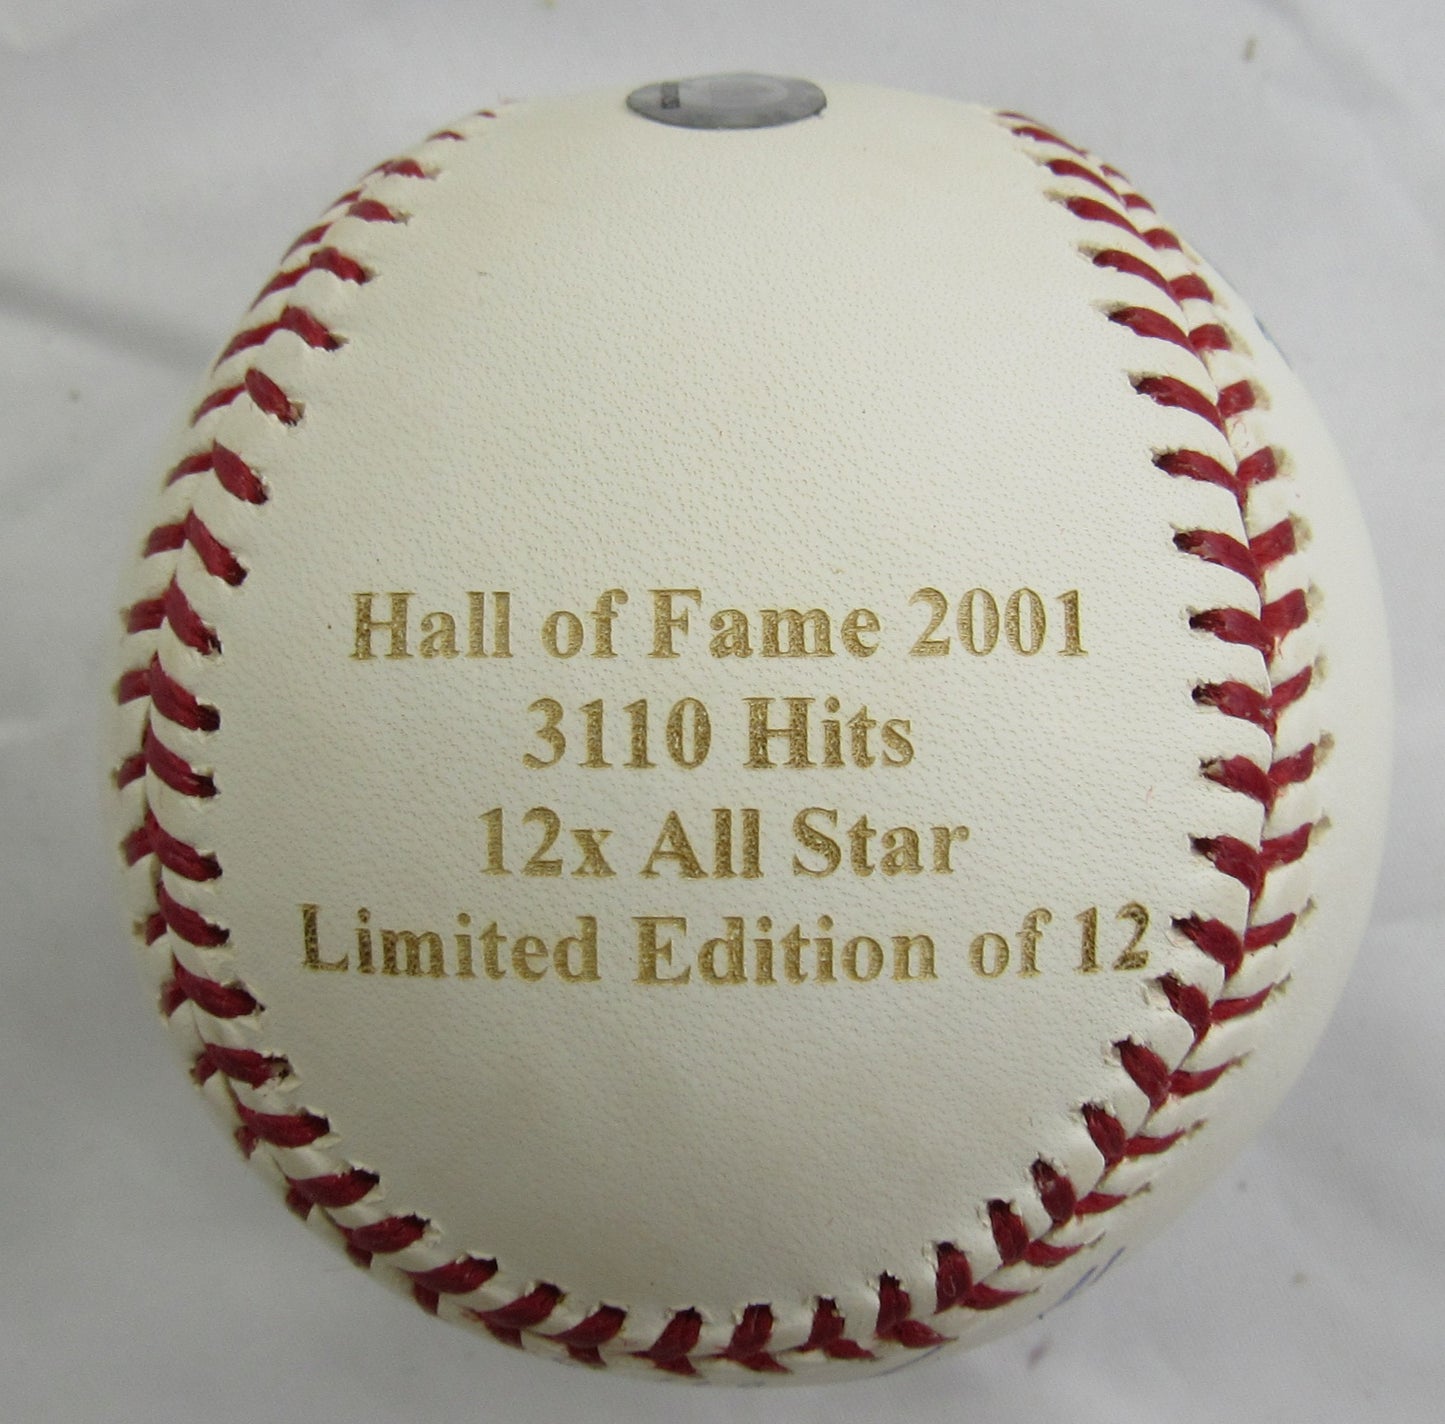 Hall of Fame 2001
3110 Hits
12x All Star
Limited Edition of 12